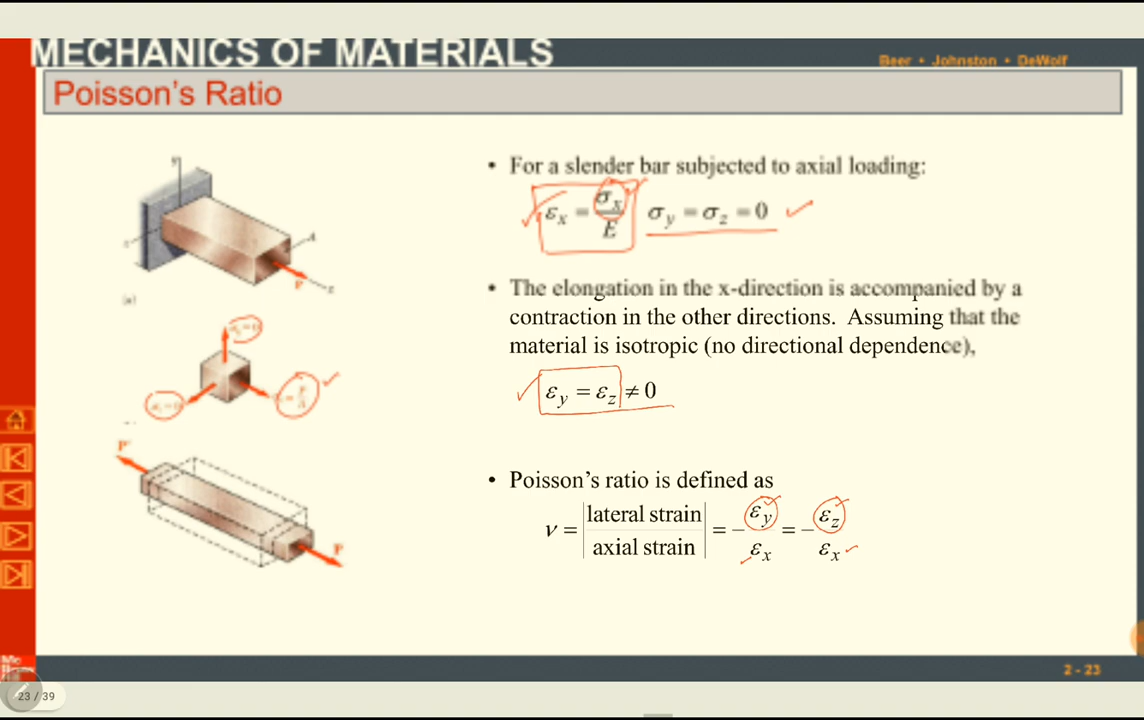 MECHANICS OF MATERIALS
Beer • Johnston • DeWolf
Poisson's Ratio
• For a slender bar subjected to axial loading:
εx = σx/E σy = σz = 0
• The elongation in the x-direction is accompanied by a
contraction in the other directions. Assuming that the
material is isotropic (no directional dependence),
εy = εz ≠ 0
• Poisson's ratio is defined as
ν = |lateral strain / axial strain| = −εy/εx = −εz/εx
(a)
P
P'
P
2 - 23
23 / 39